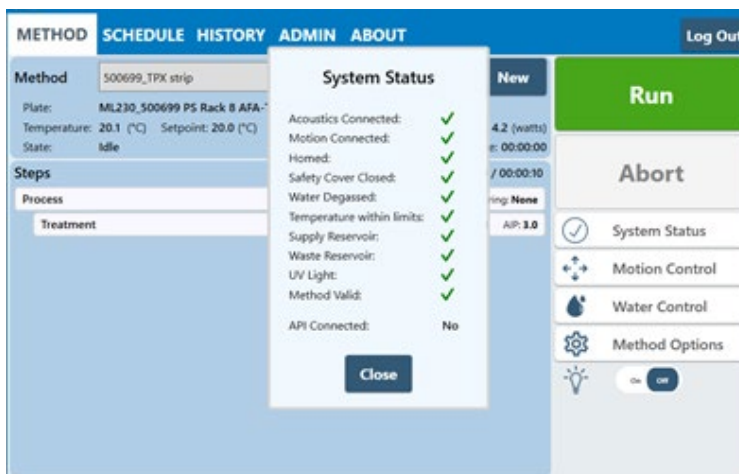 METHOD SCHEDULE HISTORY ADMIN ABOUT
Log Out
Method 500699_TPX strip
New
Plate: ML230_500699 PS Rack 8 AFA-
Temperature: 20.1 (°C) Setpoint: 20.0 (°C)
4.2 (watts)
State: Idle
00:00:00
Steps
/ 00:00:10
Process
None
Treatment
AIP: 3.0
System Status
Acoustics Connected:
Motion Connected:
Homed:
Safety Cover Closed:
Water Degassed:
Temperature within limits:
Supply Reservoir:
Waste Reservoir:
UV Light:
Method Valid:
API Connected: No
Close
Run
Abort
System Status
Motion Control
Water Control
Method Options
On Off